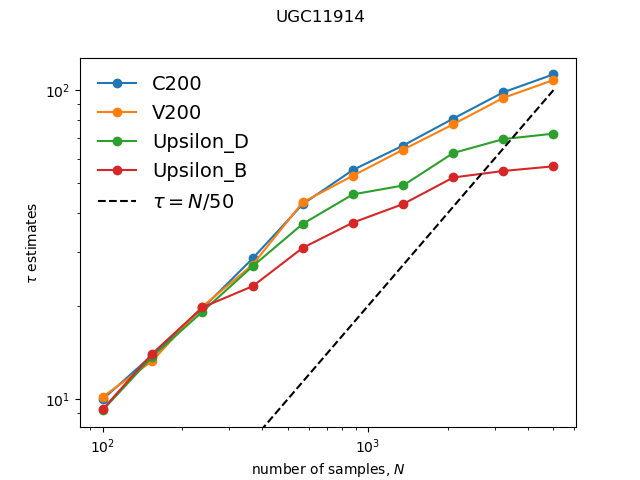 UGC11914
C200
V200
Upsilon_D
Upsilon_B
τ = N/50
τ estimates
10²
10¹
10²
10³
number of samples, N